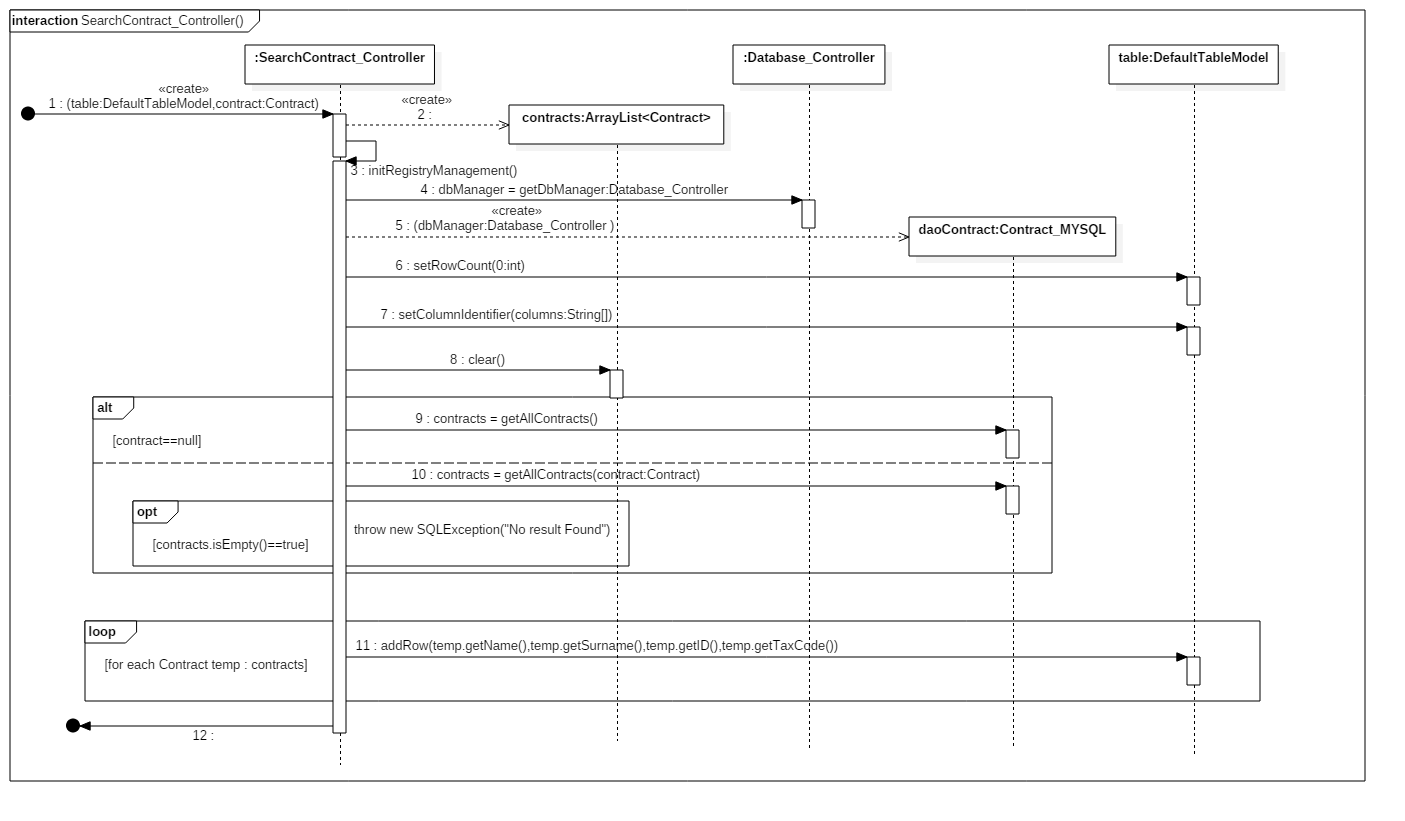 interaction SearchContract_Controller()
:SearchContract_Controller
:Database_Controller
table:DefaultTableModel
«create»
1 : (table:DefaultTableModel,contract:Contract)
«create»
2 :
contracts:ArrayList<Contract>
3 : initRegistryManagement()
4 : dbManager = getDbManager:Database_Controller
«create»
5 : (dbManager:Database_Controller )
daoContract:Contract_MYSQL
6 : setRowCount(0:int)
7 : setColumnIdentifier(columns:String[])
8 : clear()
alt
9 : contracts = getAllContracts()
[contract==null]
10 : contracts = getAllContracts(contract:Contract)
opt
throw new SQLException("No result Found")
[contracts.isEmpty()==true]
loop
11 : addRow(temp.getName(),temp.getSurname(),temp.getID(),temp.getTaxCode())
[for each Contract temp : contracts]
12 :